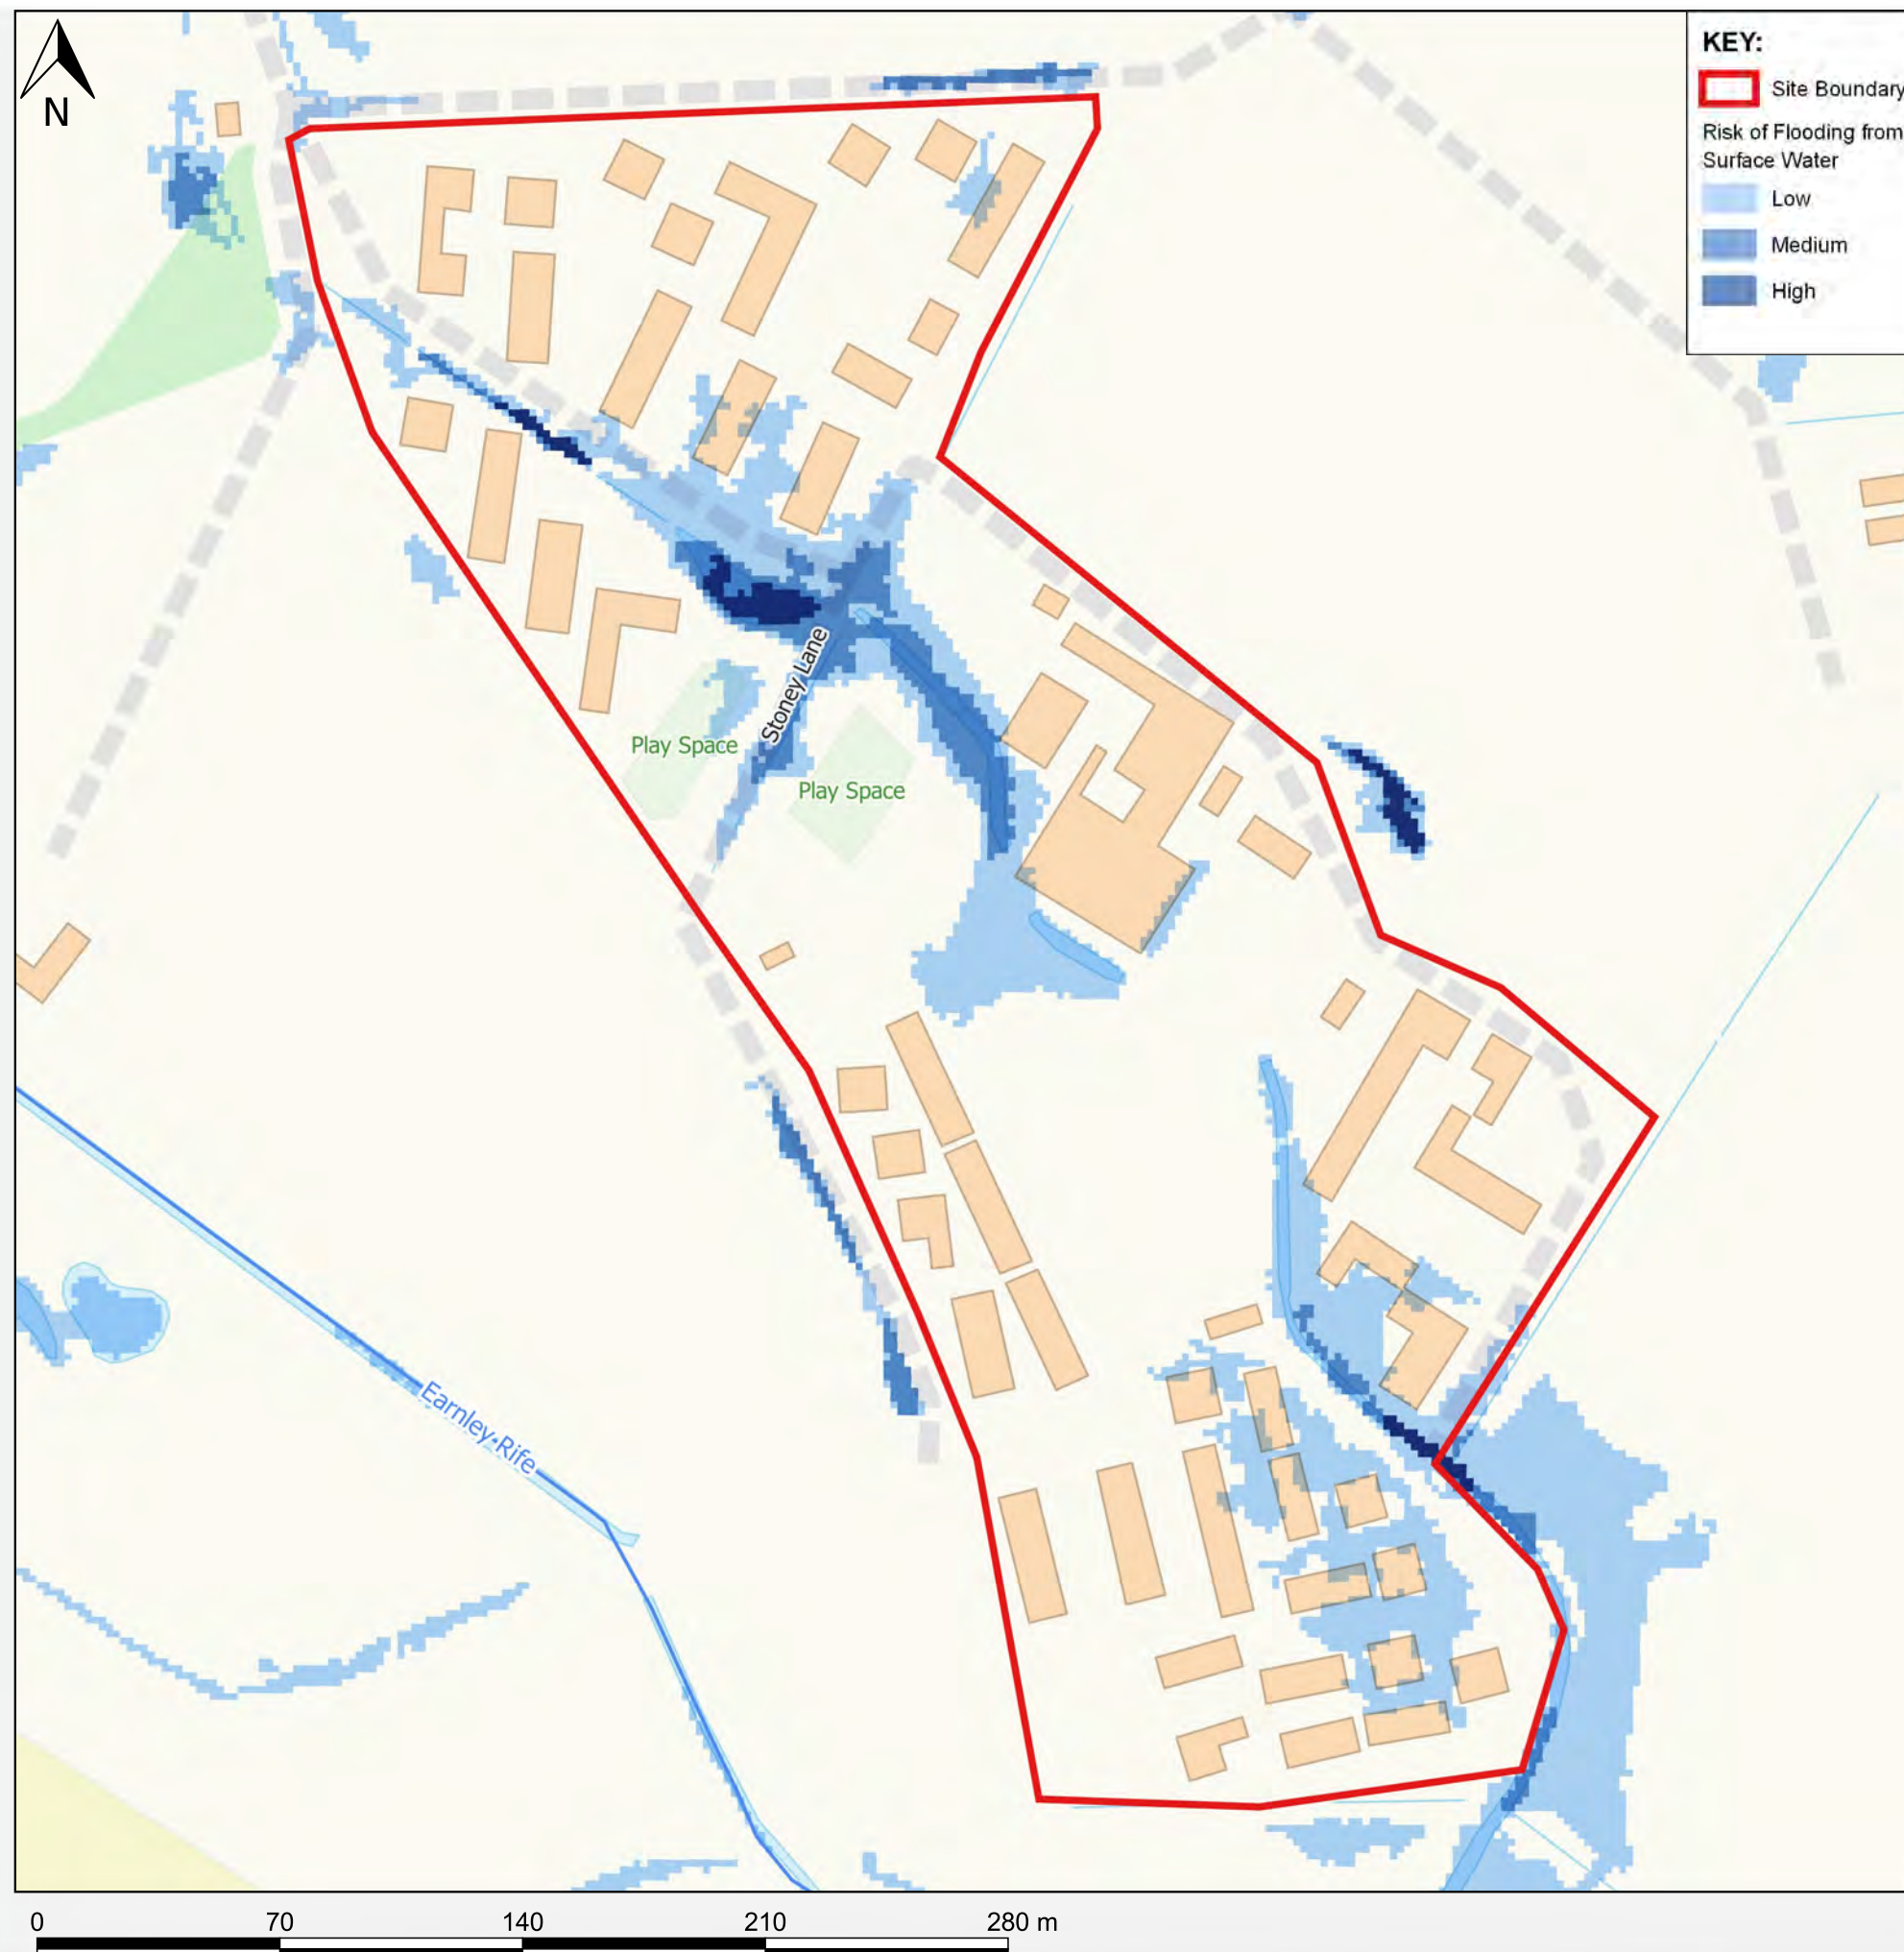 N
KEY:
Site Boundary
Risk of Flooding from
Surface Water
Low
Medium
High
Stoney Lane
Play Space
Play Space
Earnley Rife
0 70 140 210 280 m